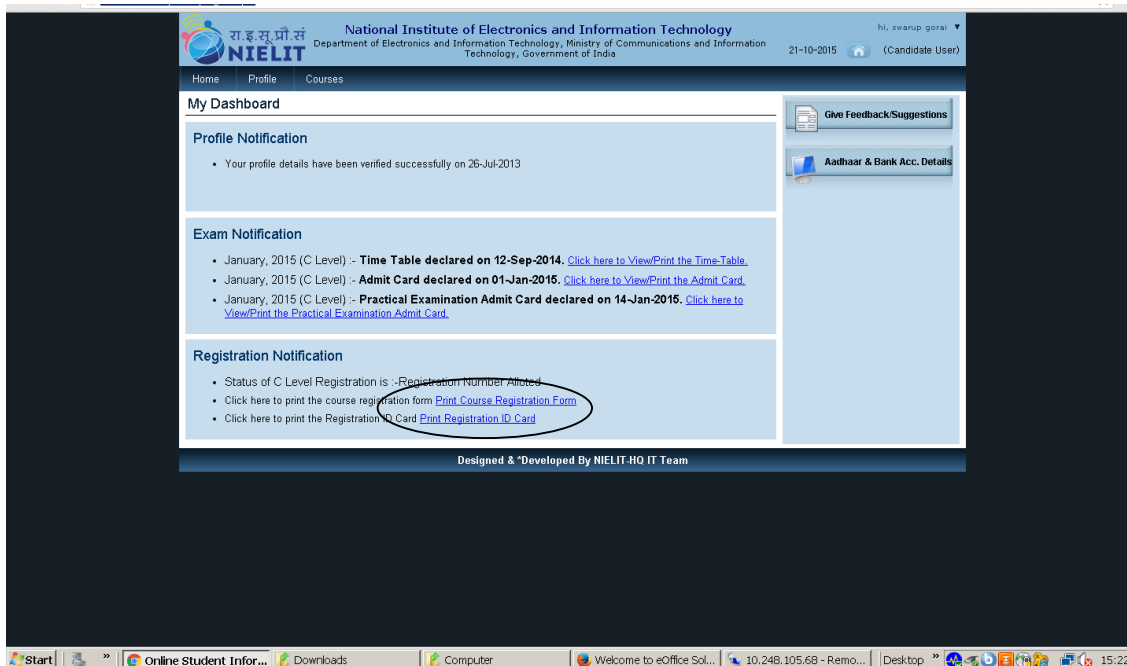 रा.इ.सू.प्रौ.सं
NIELIT
National Institute of Electronics and Information Technology
Department of Electronics and Information Technology, Ministry of Communications and Information
Technology, Government of India
hi, swarup gorai ▼
21-10-2015
(Candidate User)
Home Profile Courses
My Dashboard
Profile Notification
• Your profile details have been verified successfully on 26-Jul-2013
Exam Notification
• January, 2015 (C Level) :- Time Table declared on 12-Sep-2014. Click here to View/Print the Time-Table.
• January, 2015 (C Level) :- Admit Card declared on 01-Jan-2015. Click here to View/Print the Admit Card.
• January, 2015 (C Level) :- Practical Examination Admit Card declared on 14-Jan-2015. Click here to
View/Print the Practical Examination Admit Card.
Registration Notification
• Status of C Level Registration is :-Registration Number Alloted
• Click here to print the course registration form Print Course Registration Form
• Click here to print the Registration ID Card Print Registration ID Card
Give Feedback/Suggestions
Aadhaar & Bank Acc. Details
Designed & *Developed By NIELIT-HQ IT Team
Start » Online Student Infor... Downloads Computer Welcome to eOffice Sol... 10.248.105.68 - Remo... Desktop » 15:22